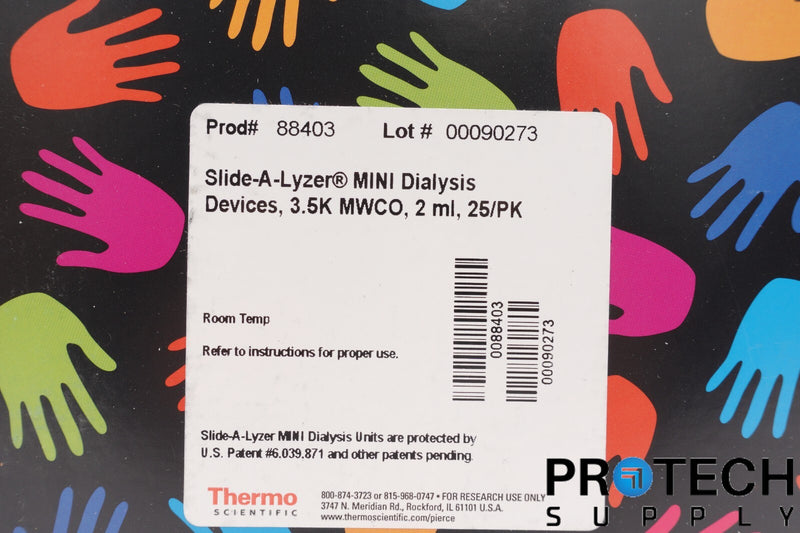 Prod# 88403 Lot # 00090273
Slide-A-Lyzer® MINI Dialysis
Devices, 3.5K MWCO, 2 ml, 25/PK
0088403
00090273
Room Temp
Refer to instructions for proper use.
Slide-A-Lyzer MINI Dialysis Units are protected by
U.S. Patent #6,039,871 and other patents pending.
Thermo
SCIENTIFIC
800-874-3723 or 815-968-0747 • FOR RESEARCH USE ONLY
3747 N. Meridian Rd., Rockford, IL 61101 U.S.A.
www.thermoscientific.com/pierce
PROTECH
SUPPLY